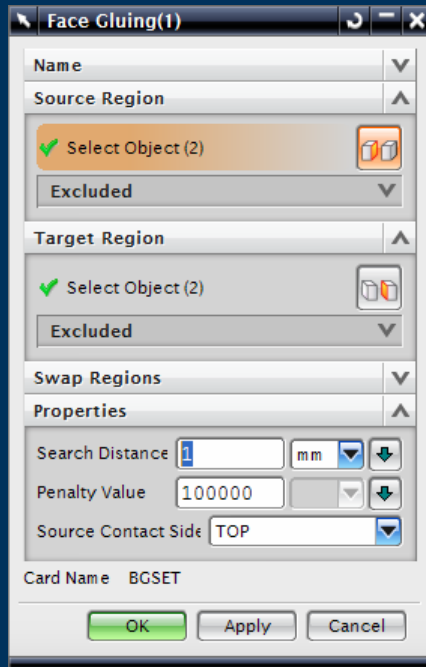 Face Gluing(1)
Name
Source Region
Select Object (2)
Excluded
Target Region
Select Object (2)
Excluded
Swap Regions
Properties
Search Distance 1 mm
Penalty Value 100000
Source Contact Side TOP
Card Name BGSET
OK Apply Cancel